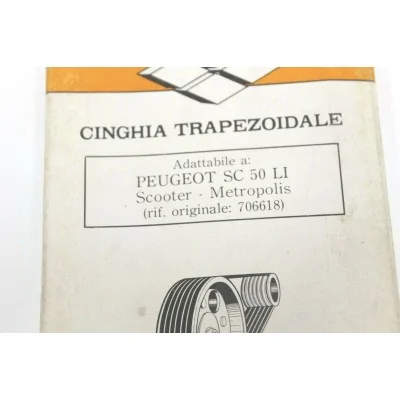 CINGHIA TRAPEZOIDALE
Adattabile a:
PEUGEOT SC 50 LI
Scooter - Metropolis
(rif. originale: 706618)